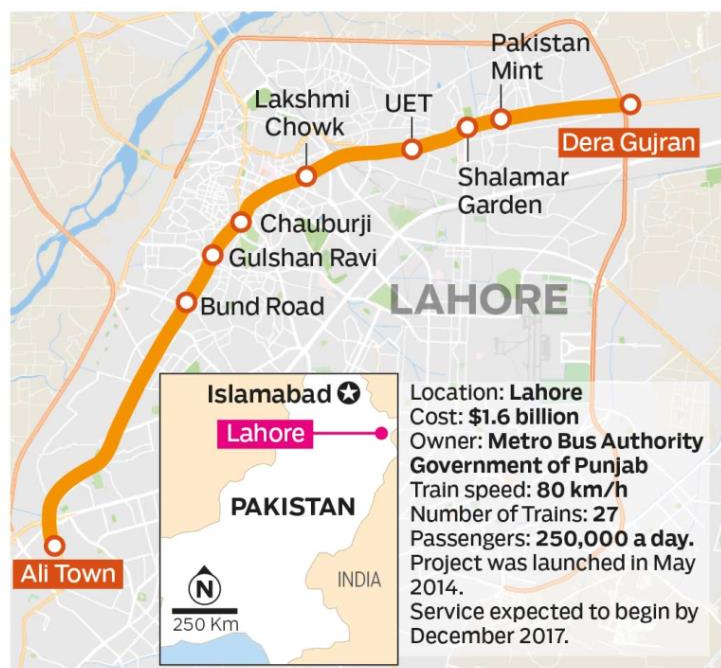 Pakistan
Mint
Lakshmi
Chowk
UET
Dera Gujran
Shalamar
Garden
Chauburji
Gulshan Ravi
Bund Road
LAHORE
Ali Town
Islamabad
Lahore
PAKISTAN
INDIA
N
250 Km
Location: Lahore
Cost: $1.6 billion
Owner: Metro Bus Authority
Government of Punjab
Train speed: 80 km/h
Number of Trains: 27
Passengers: 250,000 a day.
Project was launched in May
2014.
Service expected to begin by
December 2017.